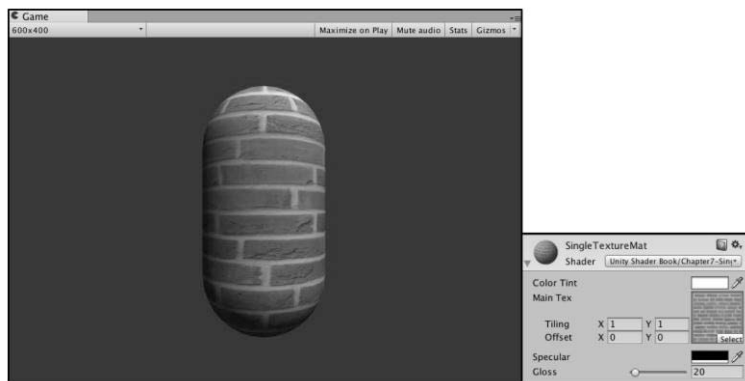 Game
600x400 Maximize on Play Mute audio Stats Gizmos
SingleTextureMat
Shader Unity Shader Book/Chapter7-Sin
Color Tint
Main Tex
Tiling X 1 Y 1
Offset X 0 Y 0
Select
Specular
Gloss 20